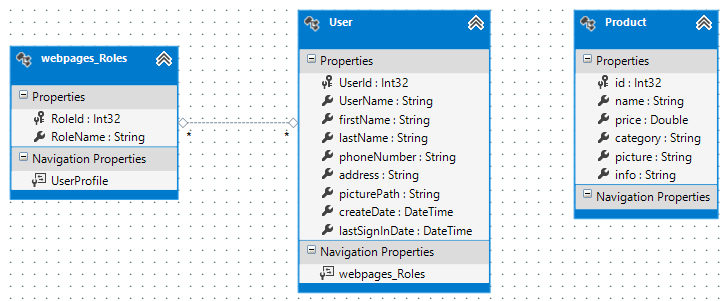 webpages_Roles
Properties
RoleId : Int32
RoleName : String
Navigation Properties
UserProfile
*
*
User
Properties
UserId : Int32
UserName : String
firstName : String
lastName : String
phoneNumber : String
address : String
picturePath : String
createDate : DateTime
lastSignInDate : DateTime
Navigation Properties
webpages_Roles
Product
Properties
id : Int32
name : String
price : Double
category : String
picture : String
info : String
Navigation Properties